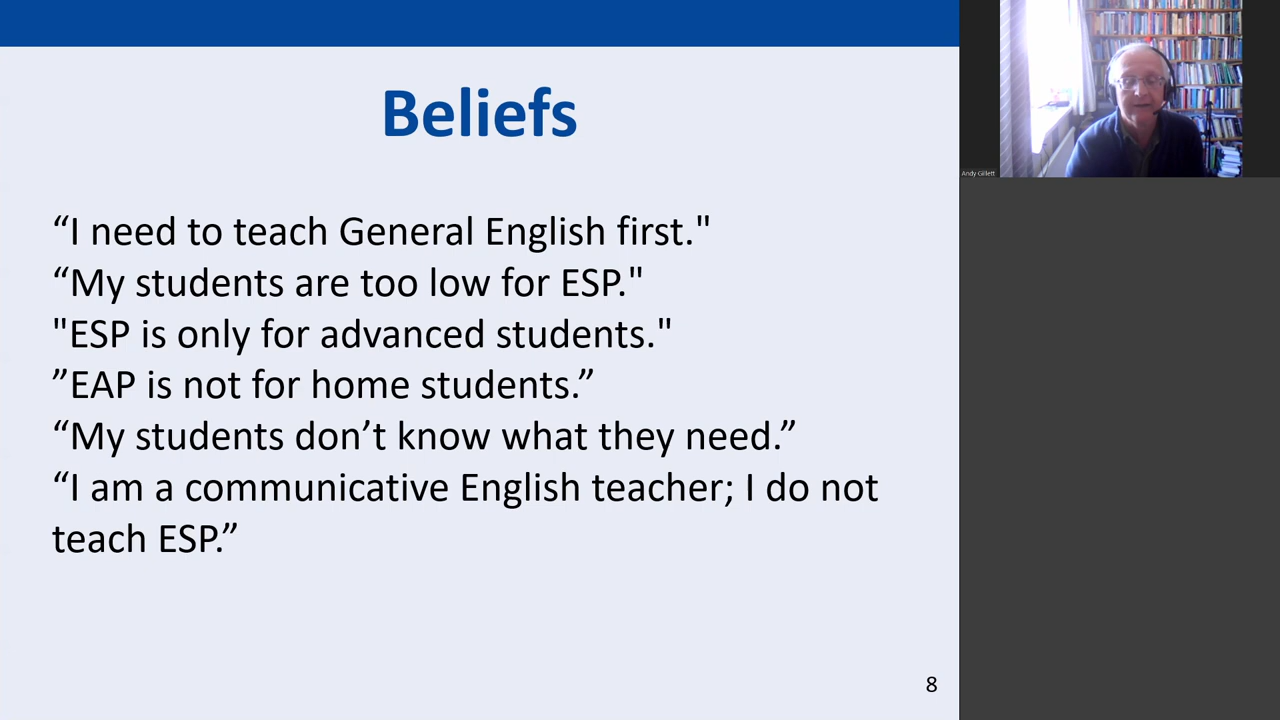 Beliefs
“I need to teach General English first."
“My students are too low for ESP."
"ESP is only for advanced students."
”EAP is not for home students.”
“My students don’t know what they need.”
“I am a communicative English teacher; I do not
teach ESP.”
8
Andy Gillett